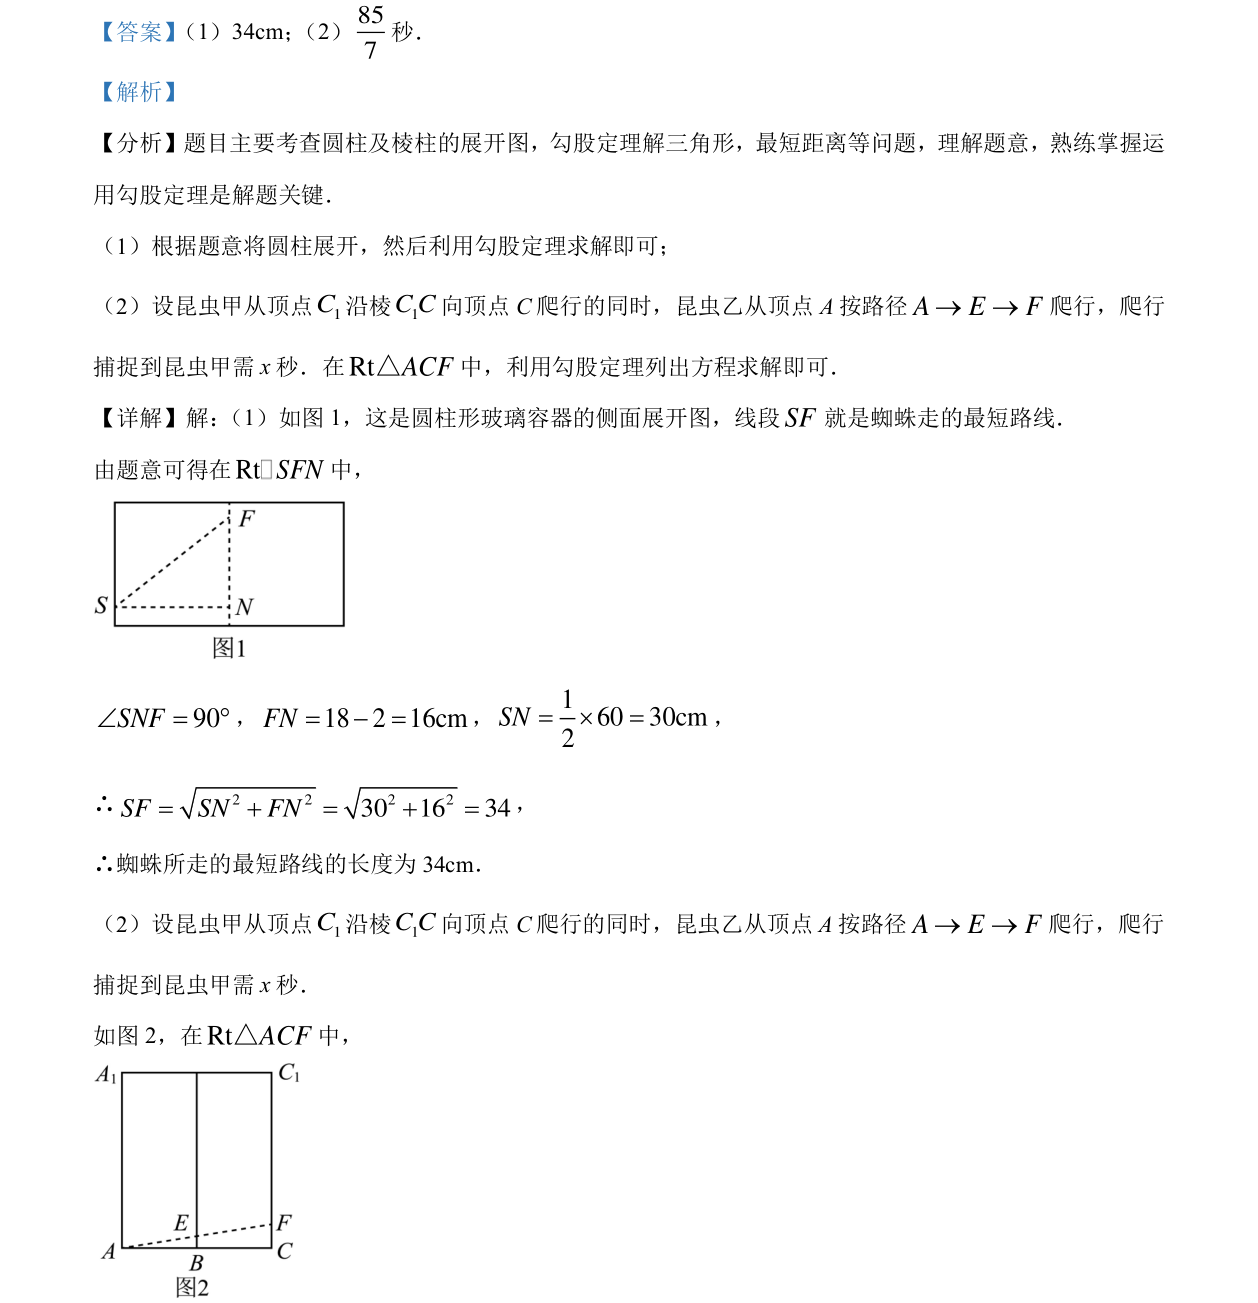 【答案】（1）34cm；（2）85/7 秒．
【解析】
【分析】题目主要考查圆柱及棱柱的展开图，勾股定理解三角形，最短距离等问题，理解题意，熟练掌握运
用勾股定理是解题关键．
（1）根据题意将圆柱展开，然后利用勾股定理求解即可；
（2）设昆虫甲从顶点 C₁ 沿棱 C₁C 向顶点 C 爬行的同时，昆虫乙从顶点 A 按路径 A → E → F 爬行，爬行
捕捉到昆虫甲需 x 秒．在 Rt△ACF 中，利用勾股定理列出方程求解即可．
【详解】解：（1）如图 1，这是圆柱形玻璃容器的侧面展开图，线段 SF 就是蜘蛛走的最短路线．
由题意可得在 Rt□SFN 中，
F
S
N
图1
∠SNF = 90°，FN = 18 − 2 = 16cm，SN = 1/2 × 60 = 30cm，
∴ SF = √(SN² + FN²) = √(30² + 16²) = 34，
∴蜘蛛所走的最短路线的长度为 34cm．
（2）设昆虫甲从顶点 C₁ 沿棱 C₁C 向顶点 C 爬行的同时，昆虫乙从顶点 A 按路径 A → E → F 爬行，爬行
捕捉到昆虫甲需 x 秒．
如图 2，在 Rt△ACF 中，
A₁ C₁
E F
A B C
图2